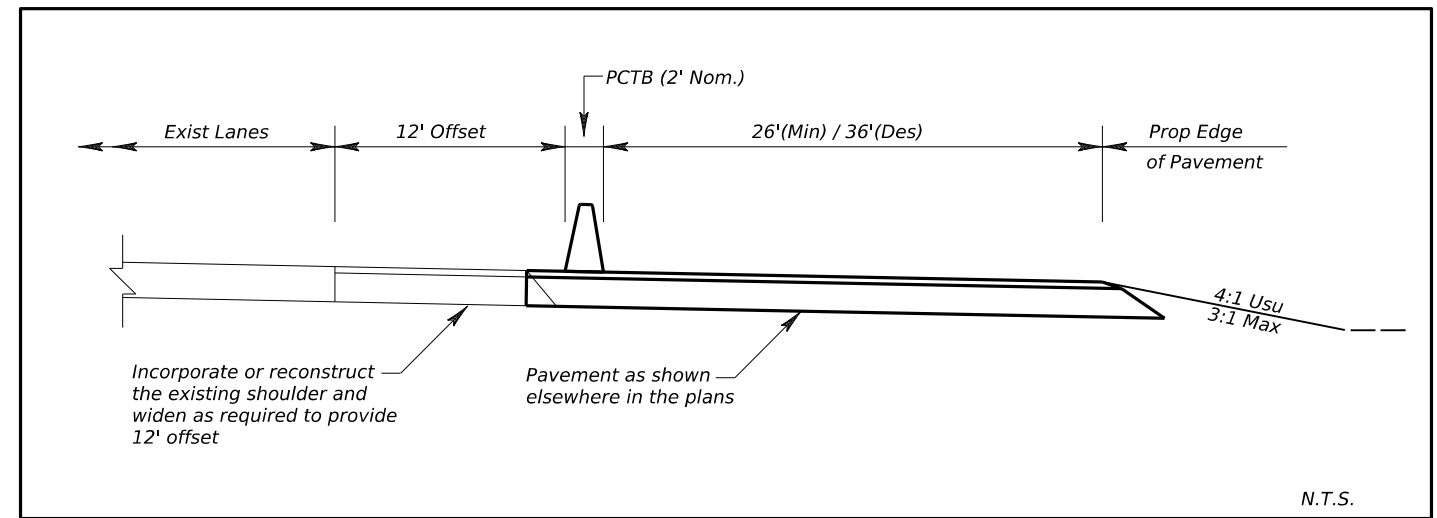 PCTB (2' Nom.)
Exist Lanes
12' Offset
26'(Min) / 36'(Des)
Prop Edge
of Pavement
4:1 Usu
3:1 Max
Incorporate or reconstruct
the existing shoulder and
widen as required to provide
12' offset
Pavement as shown
elsewhere in the plans
N.T.S.